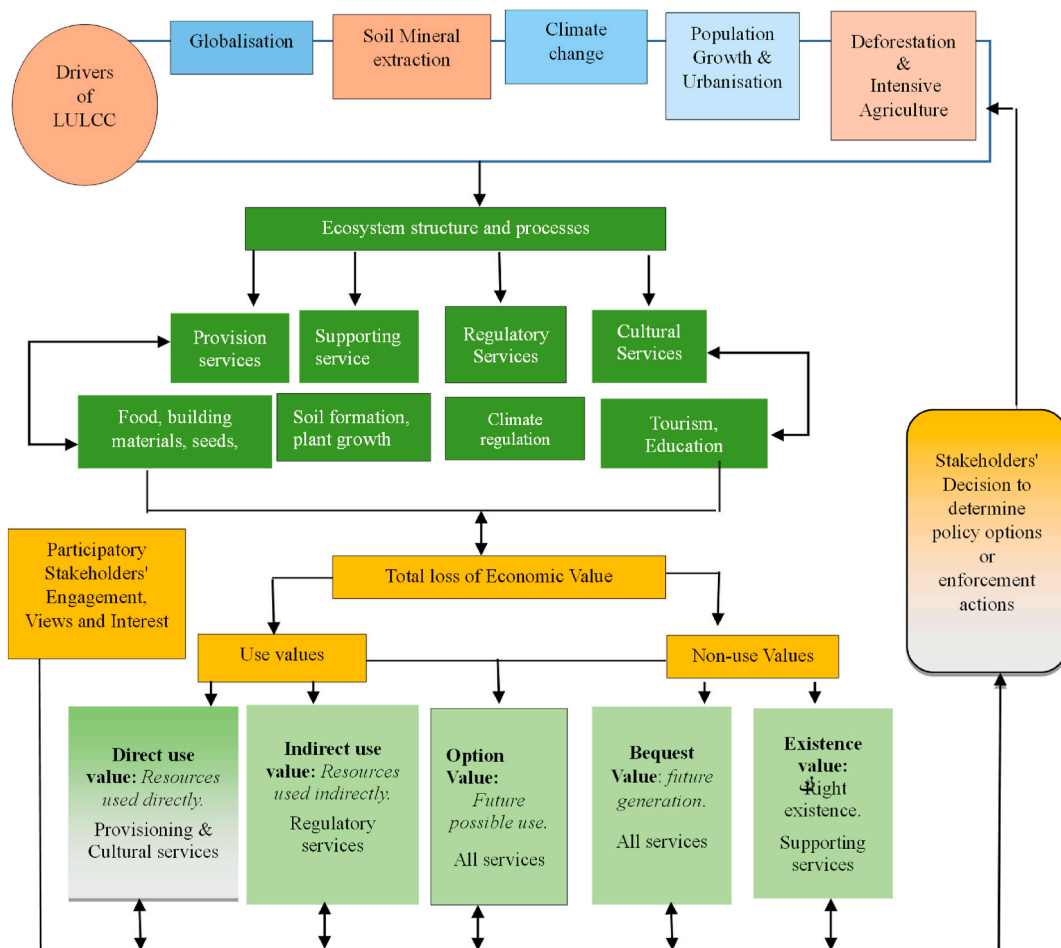 Drivers
of
LULCC
Globalisation
Soil Mineral
extraction
Climate
change
Population
Growth &
Urbanisation
Deforestation
&
Intensive
Agriculture
Ecosystem structure and processes
Provision
services
Supporting
service
Regulatory
Services
Cultural
Services
Food, building
materials, seeds,
Soil formation,
plant growth
Climate
regulation
Tourism,
Education
Stakeholders'
Decision to
determine
policy options
or
enforcement
actions
Participatory
Stakeholders'
Engagement,
Views and Interest
Total loss of Economic Value
Use values
Non-use Values
Direct use
value: Resources
used directly.
Provisioning &
Cultural services
Indirect use
value: Resources
used indirectly.
Regulatory
services
Option
Value:
Future
possible use.
All services
Bequest
Value: future
generation.
All services
Existence
value:
Right
existence.
Supporting
services